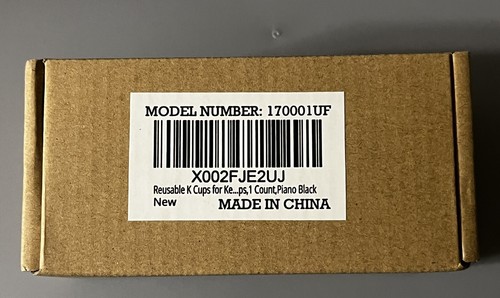 MODEL NUMBER: 170001UF
X002FJE2UJ
Reusable K Cups for Ke...ps,1 Count,Piano Black
New MADE IN CHINA